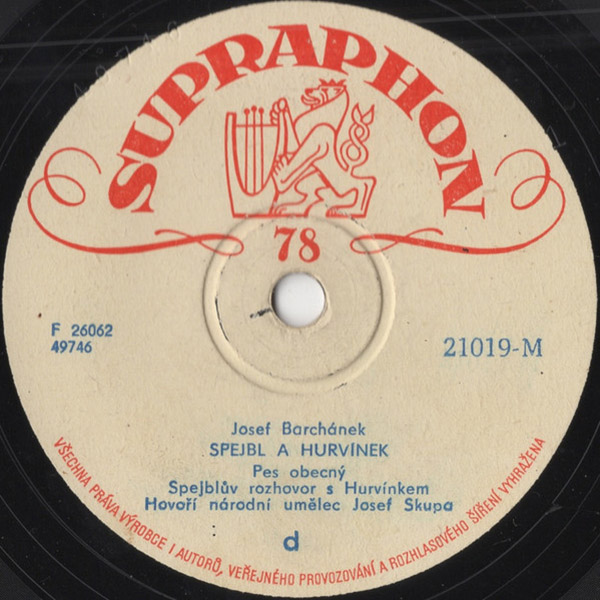 SUPRAPHON
78
F 26062
49746
21019-M
Josef Barchánek
SPEJBL A HURVÍNEK
Pes obecný
Spejblův rozhovor s Hurvínkem
Hovoří národní umělec Josef Skupa
d
VŠECHNA PRÁVA VÝROBCE I AUTORŮ, VEŘEJNÉHO PROVOZOVÁNÍ A ROZHLASOVÉHO ŠÍŘENÍ VYHRAŽENA